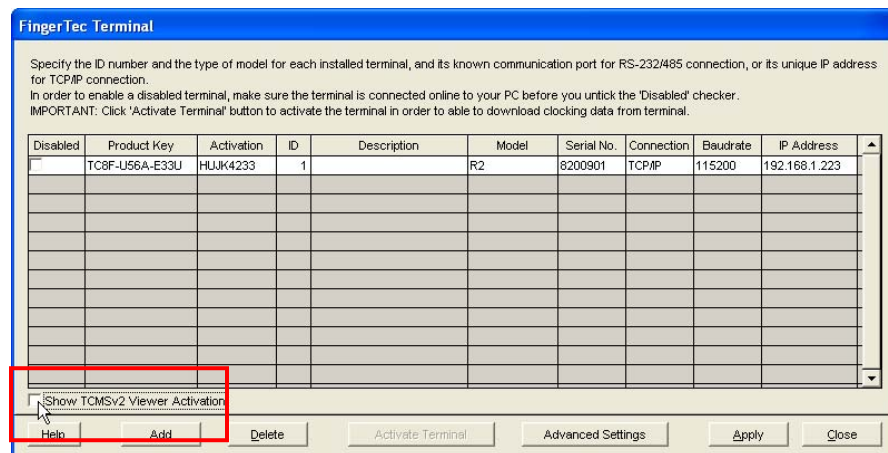 FingerTec Terminal
Specify the ID number and the type of model for each installed terminal, and its known communication port for RS-232/485 connection, or its unique IP address
for TCP/IP connection.
In order to enable a disabled terminal, make sure the terminal is connected online to your PC before you untick the 'Disabled' checker.
IMPORTANT: Click 'Activate Terminal' button to activate the terminal in order to able to download clocking data from terminal.
Disabled Product Key Activation ID Description Model Serial No. Connection Baudrate IP Address
TC8F-U56A-E33U HUJK4233 1 R2 8200901 TCP/IP 115200 192.168.1.223
Show TCMSv2 Viewer Activation
Help Add Delete Activate Terminal Advanced Settings Apply Close